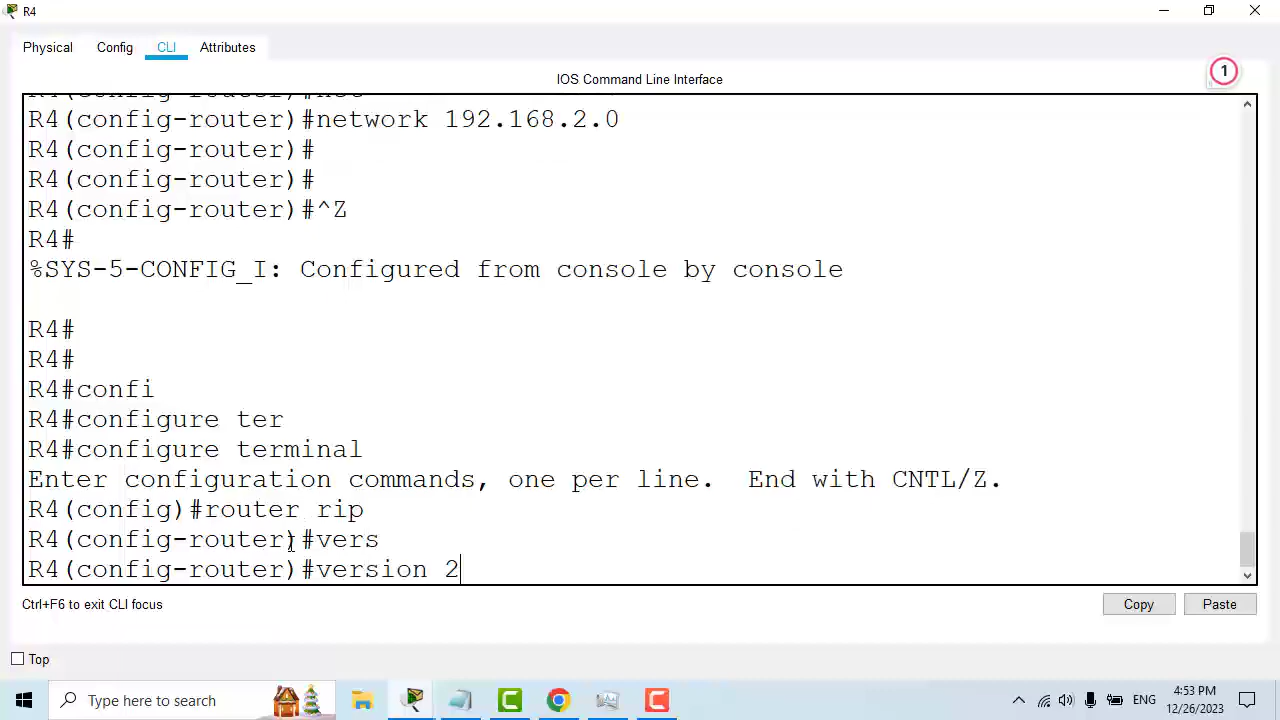 R4
Physical
Config
CLI
Attributes
IOS Command Line Interface
1
R4(config-router)#network 192.168.2.0
R4(config-router)#
R4(config-router)#
R4(config-router)#^Z
R4#
%SYS-5-CONFIG_I: Configured from console by console
R4#
R4#
R4#confi
R4#configure ter
R4#configure terminal
Enter configuration commands, one per line.  End with CNTL/Z.
R4(config)#router rip
R4(config-router)#vers
R4(config-router)#version 2
Ctrl+F6 to exit CLI focus
Copy
Paste
Top
Type here to search
ENG
4:53 PM
12/26/2023